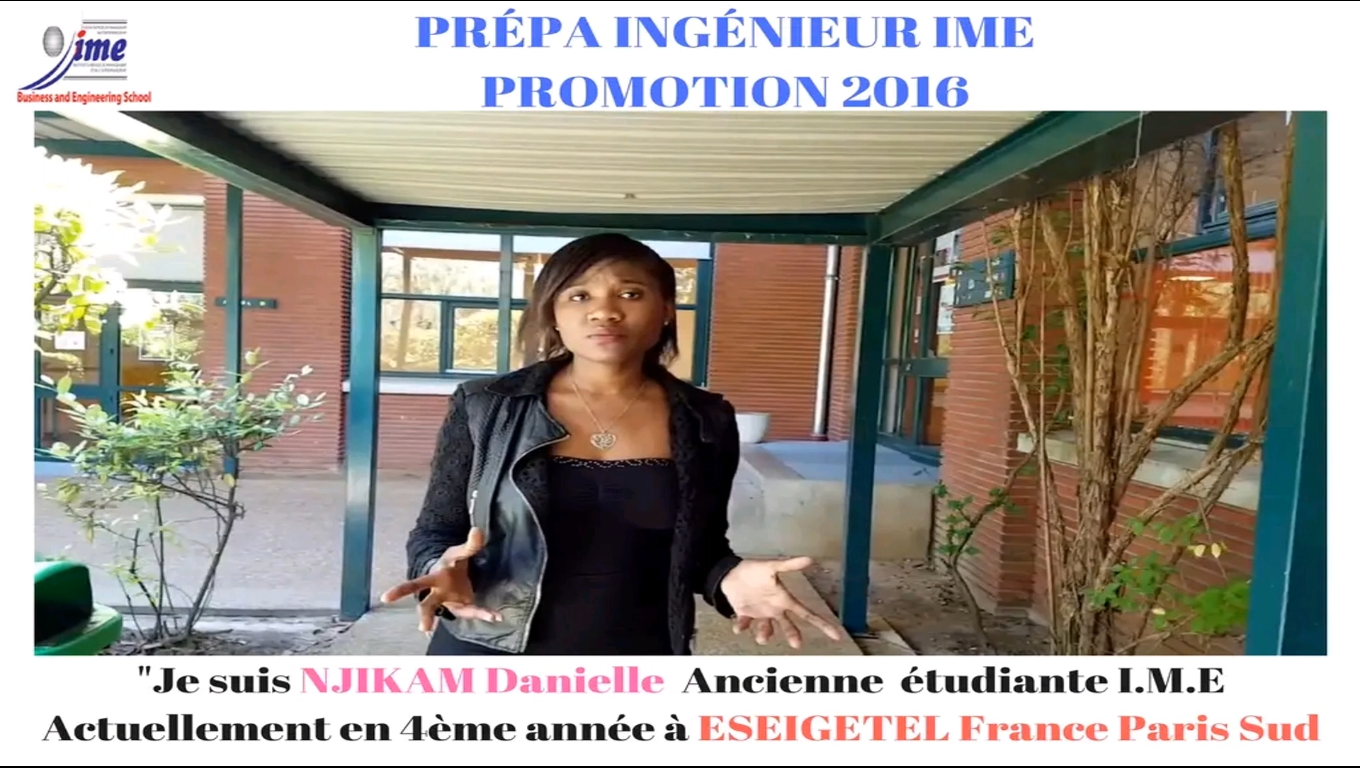 ime
Business and Engineering School
PRÉPA INGÉNIEUR IME
PROMOTION 2016
"Je suis NJIKAM Danielle Ancienne étudiante I.M.E
Actuellement en 4ème année à ESEIGETEL France Paris Sud